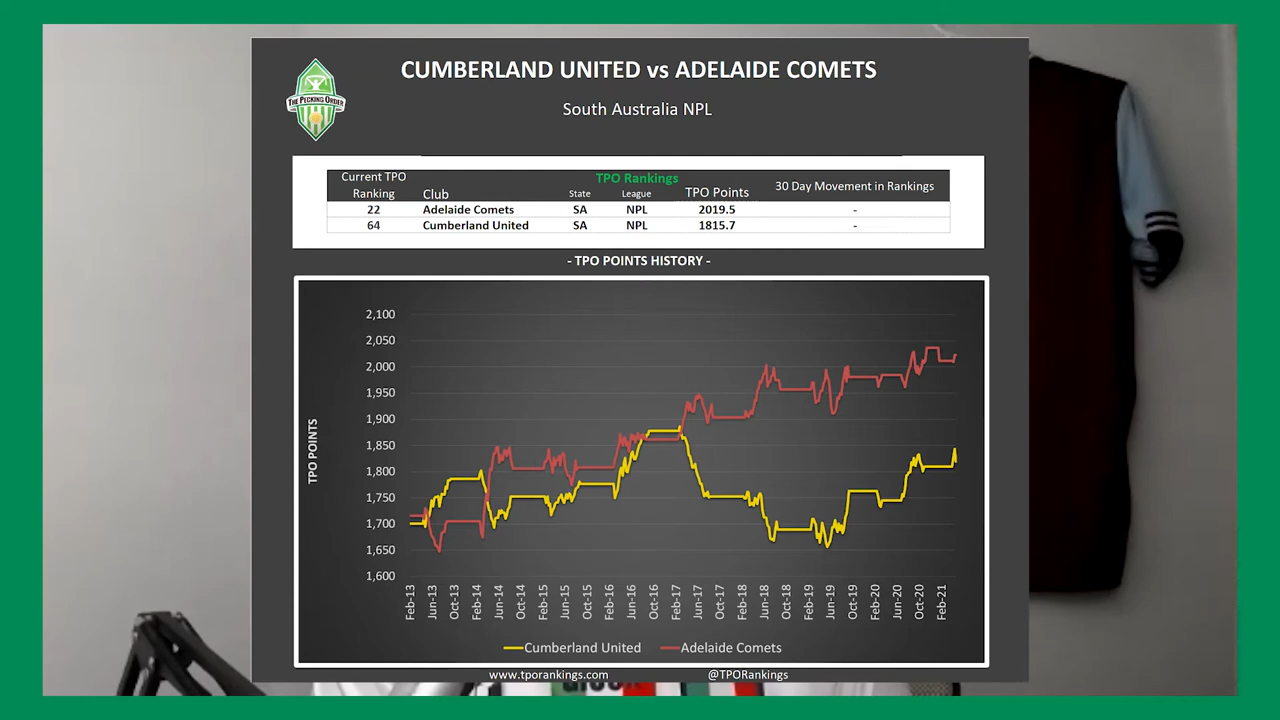 CUMBERLAND UNITED vs ADELAIDE COMETS
South Australia NPL
THE PECKING ORDER
Current TPO Ranking Club State TPO Rankings League TPO Points 30 Day Movement in Rankings
22 Adelaide Comets SA NPL 2019.5 -
64 Cumberland United SA NPL 1815.7 -
- TPO POINTS HISTORY -
TPO POINTS
2,100
2,050
2,000
1,950
1,900
1,850
1,800
1,750
1,700
1,650
1,600
Feb-13 Jun-13 Oct-13 Feb-14 Jun-14 Oct-14 Feb-15 Jun-15 Oct-15 Feb-16 Jun-16 Oct-16 Feb-17 Jun-17 Oct-17 Feb-18 Jun-18 Oct-18 Feb-19 Jun-19 Oct-19 Feb-20 Jun-20 Oct-20 Feb-21
Cumberland United Adelaide Comets
www.tporankings.com @TPORankings